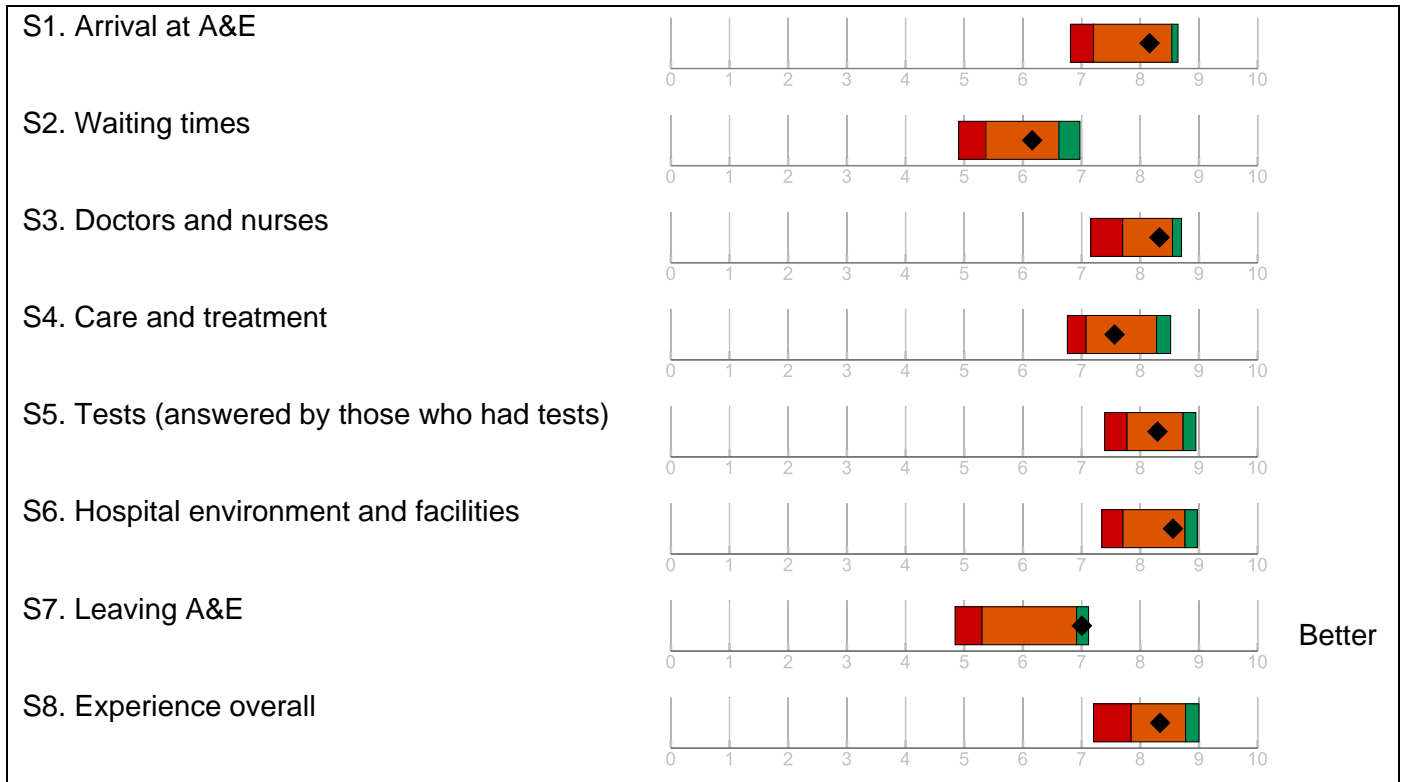 S1. Arrival at A&E
0 1 2 3 4 5 6 7 8 9 10
S2. Waiting times
0 1 2 3 4 5 6 7 8 9 10
S3. Doctors and nurses
0 1 2 3 4 5 6 7 8 9 10
S4. Care and treatment
0 1 2 3 4 5 6 7 8 9 10
S5. Tests (answered by those who had tests)
0 1 2 3 4 5 6 7 8 9 10
S6. Hospital environment and facilities
0 1 2 3 4 5 6 7 8 9 10
S7. Leaving A&E
Better
0 1 2 3 4 5 6 7 8 9 10
S8. Experience overall
0 1 2 3 4 5 6 7 8 9 10